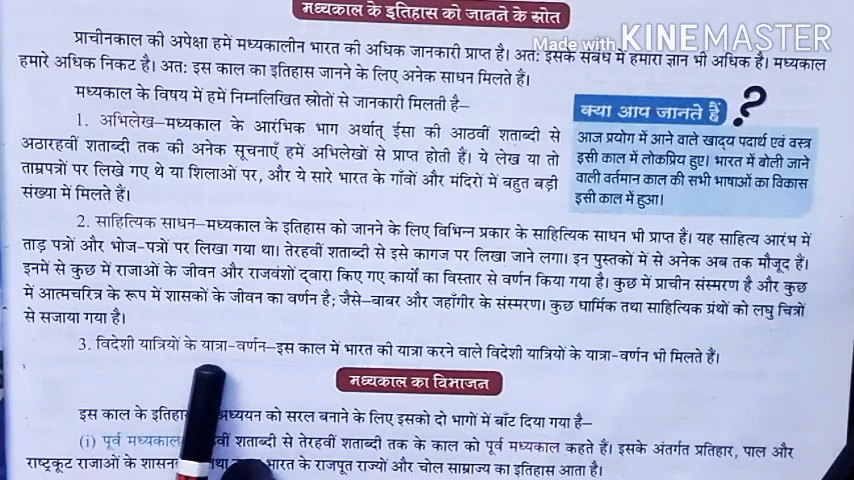 मध्यकाल के इतिहास को जानने के स्रोत
Made with KINEMASTER
प्राचीनकाल की अपेक्षा हमें मध्यकालीन भारत की अधिक जानकारी प्राप्त है। अत: इसके संबंध में हमारा ज्ञान भी अधिक है। मध्यकाल
हमारे अधिक निकट है। अत: इस काल का इतिहास जानने के लिए अनेक साधन मिलते हैं।
मध्यकाल के विषय में हमें निम्नलिखित स्रोतों से जानकारी मिलती है—
1. अभिलेख—मध्यकाल के आरंभिक भाग अर्थात् ईसा की आठवीं शताब्दी से
अठारहवीं शताब्दी तक की अनेक सूचनाएँ हमें अभिलेखों से प्राप्त होती हैं। ये लेख या तो
ताम्रपत्रों पर लिखे गए थे या शिलाओं पर, और ये सारे भारत के गाँवों और मंदिरों में बहुत बड़ी
संख्या में मिलते हैं।
क्या आप जानते हैं ?
आज प्रयोग में आने वाले खाद्य पदार्थ एवं वस्त्र
इसी काल में लोकप्रिय हुए। भारत में बोली जाने
वाली वर्तमान काल की सभी भाषाओं का विकास
इसी काल में हुआ।
2. साहित्यिक साधन—मध्यकाल के इतिहास को जानने के लिए विभिन्न प्रकार के साहित्यिक साधन भी प्राप्त हैं। यह साहित्य आरंभ में
ताड़ पत्रों और भोज-पत्रों पर लिखा गया था। तेरहवीं शताब्दी से इसे कागज पर लिखा जाने लगा। इन पुस्तकों में से अनेक अब तक मौजूद हैं।
इनमें से कुछ में राजाओं के जीवन और राजवंशों द्वारा किए गए कार्यों का विस्तार से वर्णन किया गया है। कुछ में प्राचीन संस्मरण है और कुछ
में आत्मचरित्र के रूप में शासकों के जीवन का वर्णन है; जैसे—बाबर और जहाँगीर के संस्मरण। कुछ धार्मिक तथा साहित्यिक ग्रंथों को लघु चित्रों
से सजाया गया है।
3. विदेशी यात्रियों के यात्रा-वर्णन—इस काल में भारत की यात्रा करने वाले विदेशी यात्रियों के यात्रा-वर्णन भी मिलते हैं।
मध्यकाल का विभाजन
इस काल के अध्ययन को सरल बनाने के लिए इसको दो भागों में बाँट दिया गया है—
(i) पूर्व मध्यकाल शताब्दी से तेरहवीं शताब्दी तक के काल को पूर्व मध्यकाल कहते हैं। इसके अंतर्गत प्रतिहार, पाल और
राष्ट्रकूट राजाओं के भारत के राजपूत राज्यों और चोल साम्राज्य का इतिहास आता है।